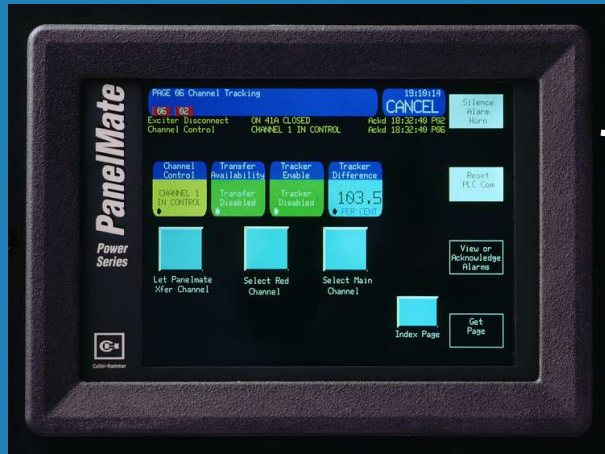 PanelMate
Power
Series
Cutler-Hammer
PAGE 06 Channel Tracking
19:10:14
CANCEL
06 02
Exciter Disconnect ON 41A CLOSED Ackd 18:32:49 P02
Channel Control CHANNEL 1 IN CONTROL Ackd 18:32:49 P06
Silence
Alarm
Horn
Reset
PLC Com
View or
Acknowledge
Alarms
Get
Page
Channel
Control
CHANNEL 1
IN CONTROL
Transfer
Availability
Transfer
Disabled
Tracker
Enable
Tracker
Disabled
Tracker
Difference
103.5
PER CENT
Let Panelmate
Xfer Channel
Select Red
Channel
Select Main
Channel
Index Page